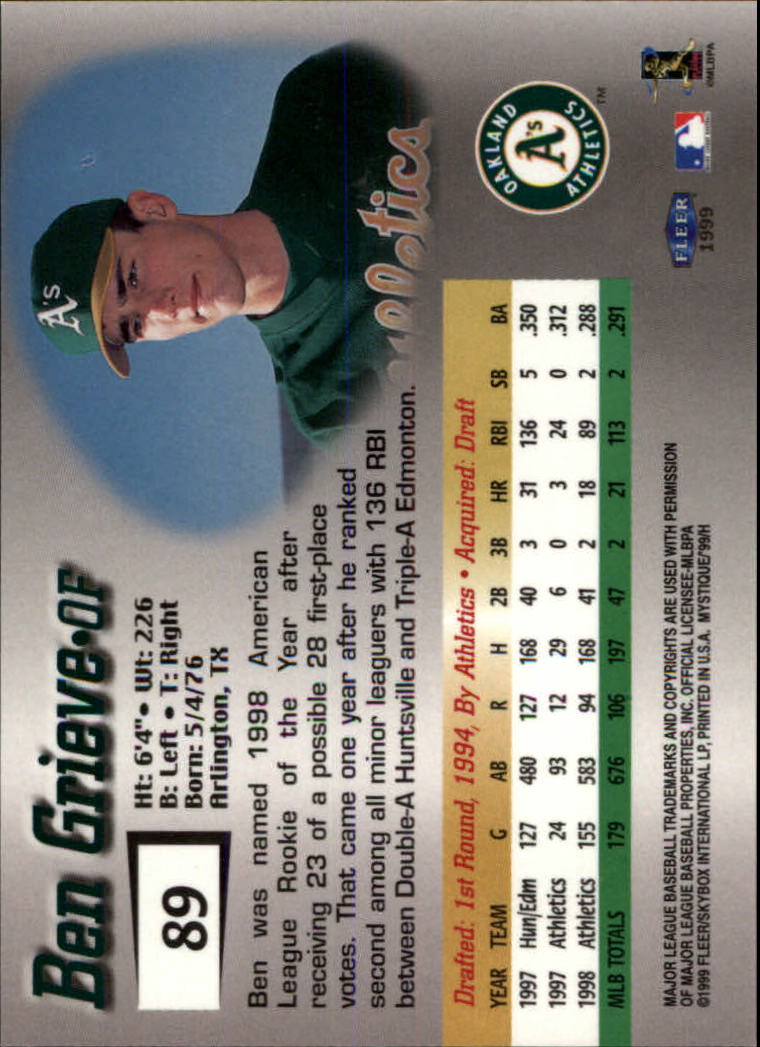 Ben Grieve•OF
89
Ht: 6'4" • Wt: 226
B: Left • T: Right
Born: 5/4/76
Arlington, TX
Ben was named 1998 American
League Rookie of the Year after
receiving 23 of a possible 28 first-place
votes. That came one year after he ranked
second among all minor leaguers with 136 RBI
between Double-A Huntsville and Triple-A Edmonton.
A's
Athletics
Drafted: 1st Round, 1994, By Athletics • Acquired: Draft
YEAR TEAM G AB R H 2B 3B HR RBI SB BA
1997 Hun/Edm 127 480 127 168 40 3 31 136 5 .350
1997 Athletics 24 93 12 29 6 0 3 24 0 .312
1998 Athletics 155 583 94 168 41 2 18 89 2 .288
MLB TOTALS 179 676 106 197 47 2 21 113 2 .291
OAKLAND
A's
ATHLETICS
TM
MAJOR LEAGUE BASEBALL TRADEMARKS AND COPYRIGHTS ARE USED WITH PERMISSION
OF MAJOR LEAGUE BASEBALL PROPERTIES, INC. OFFICIAL LICENSEE-MLBPA
©1999 FLEER/SKYBOX INTERNATIONAL LP, PRINTED IN U.S.A. MYSTIQUE/'99/H
FLEER
1999
©MLBPA